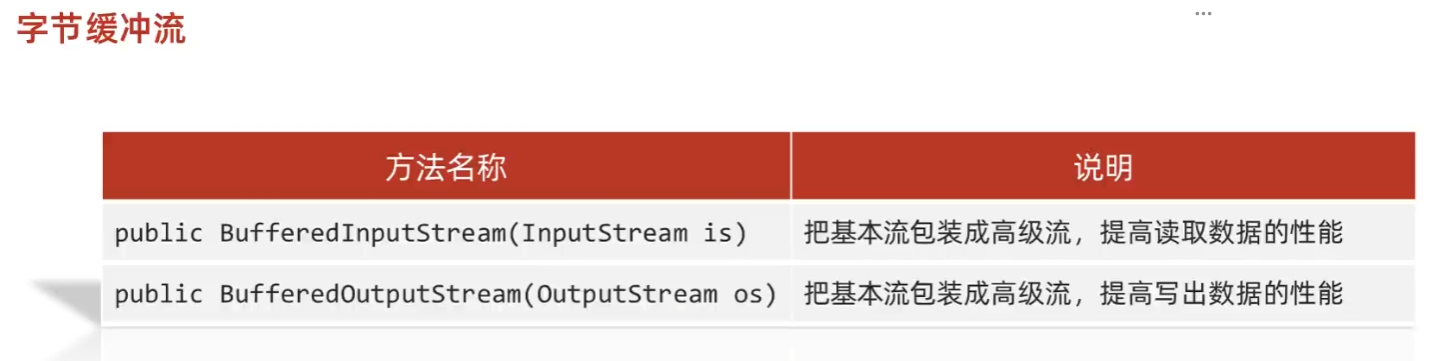 字节缓冲流
...
方法名称 说明
public BufferedInputStream(InputStream is) 把基本流包装成高级流，提高读取数据的性能
public BufferedOutputStream(OutputStream os) 把基本流包装成高级流，提高写出数据的性能